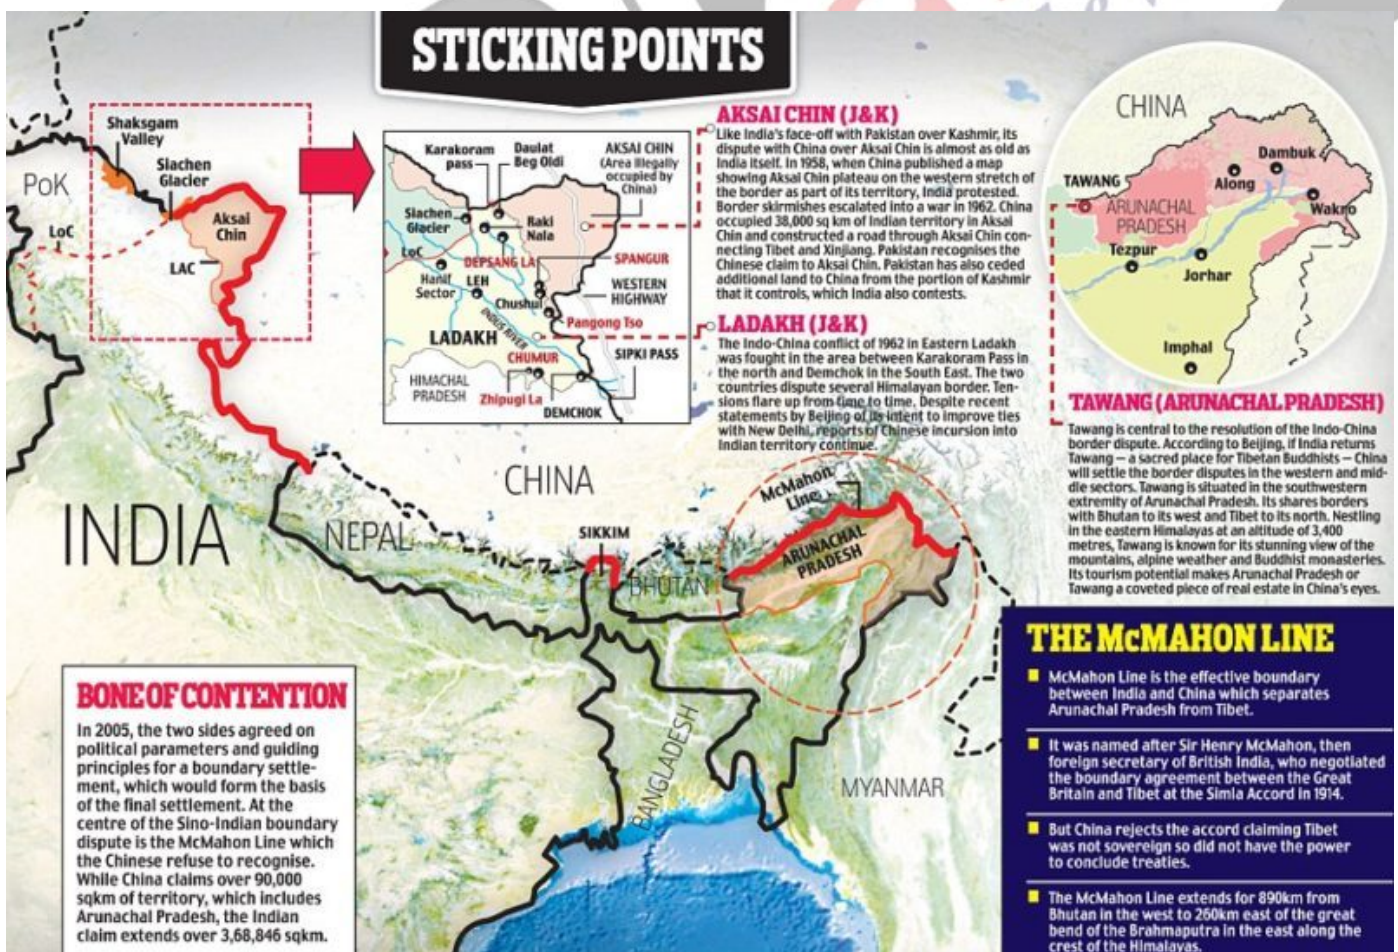 STICKING POINTS
Shaksgam
Valley
Siachen
Glacier
PoK
LoC
Aksai
Chin
LAC
Karakoram
pass
Daulat
Beg Oldi
AKSAI CHIN
(Area illegally
occupied by
China)
Siachen
Glacier
Raki
Nala
LoC
DEPSANG LA
SPANGUR
Hanif
Sector
LEH
WESTERN
HIGHWAY
Chushul
INDUS RIVER
Pangong Tso
LADAKH
CHUMUR
SIPKI PASS
HIMACHAL
PRADESH
Zhipugi La
DEMCHOK
AKSAI CHIN (J&K)
Like India's face-off with Pakistan over Kashmir, its
dispute with China over Aksai Chin is almost as old as
India itself. In 1958, when China published a map
showing Aksai Chin plateau on the western stretch of
the border as part of its territory, India protested.
Border skirmishes escalated into a war in 1962. China
occupied 38,000 sq km of Indian territory in Aksai
Chin and constructed a road through Aksai Chin con-
necting Tibet and Xinjiang. Pakistan recognises the
Chinese claim to Aksai Chin. Pakistan has also ceded
additional land to China from the portion of Kashmir
that it controls, which India also contests.
LADAKH (J&K)
The Indo-China conflict of 1962 in Eastern Ladakh
was fought in the area between Karakoram Pass in
the north and Demchok in the South East. The two
countries dispute several Himalayan border. Ten-
sions flare up from time to time. Despite recent
statements by Beijing of its intent to improve ties
with New Delhi, reports of Chinese incursion into
Indian territory continue.
CHINA
Dambuk
Along
TAWANG
ARUNACHAL
PRADESH
Wakro
Tezpur
Jorhar
Imphal
TAWANG (ARUNACHAL PRADESH)
Tawang is central to the resolution of the Indo-China
border dispute. According to Beijing, if India returns
Tawang — a sacred place for Tibetan Buddhists — China
will settle the border disputes in the western and mid-
dle sectors. Tawang is situated in the southwestern
extremity of Arunachal Pradesh. Its shares borders
with Bhutan to its west and Tibet to its north. Nestling
in the eastern Himalayas at an altitude of 3,400
metres, Tawang is known for its stunning view of the
mountains, alpine weather and Buddhist monasteries.
Its tourism potential makes Arunachal Pradesh or
Tawang a coveted piece of real estate in China's eyes.
CHINA
McMahon
Line
INDIA
NEPAL
SIKKIM
BHUTAN
ARUNACHAL
PRADESH
BANGLADESH
MYANMAR
BONE OF CONTENTION
In 2005, the two sides agreed on
political parameters and guiding
principles for a boundary settle-
ment, which would form the basis
of the final settlement. At the
centre of the Sino-Indian boundary
dispute is the McMahon Line which
the Chinese refuse to recognise.
While China claims over 90,000
sqkm of territory, which includes
Arunachal Pradesh, the Indian
claim extends over 3,68,846 sqkm.
THE McMAHON LINE
McMahon Line is the effective boundary
between India and China which separates
Arunachal Pradesh from Tibet.
It was named after Sir Henry McMahon, then
foreign secretary of British India, who negotiated
the boundary agreement between the Great
Britain and Tibet at the Simla Accord in 1914.
But China rejects the accord claiming Tibet
was not sovereign so did not have the power
to conclude treaties.
The McMahon Line extends for 890km from
Bhutan in the west to 260km east of the great
bend of the Brahmaputra in the east along the
crest of the Himalayas.